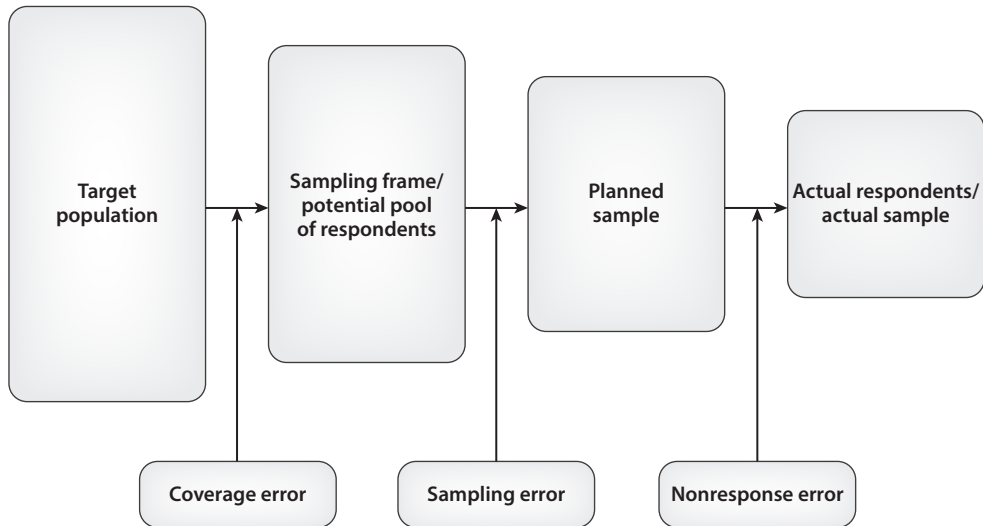 Target
population
Sampling frame/
potential pool
of respondents
Planned
sample
Actual respondents/
actual sample
Coverage error
Sampling error
Nonresponse error